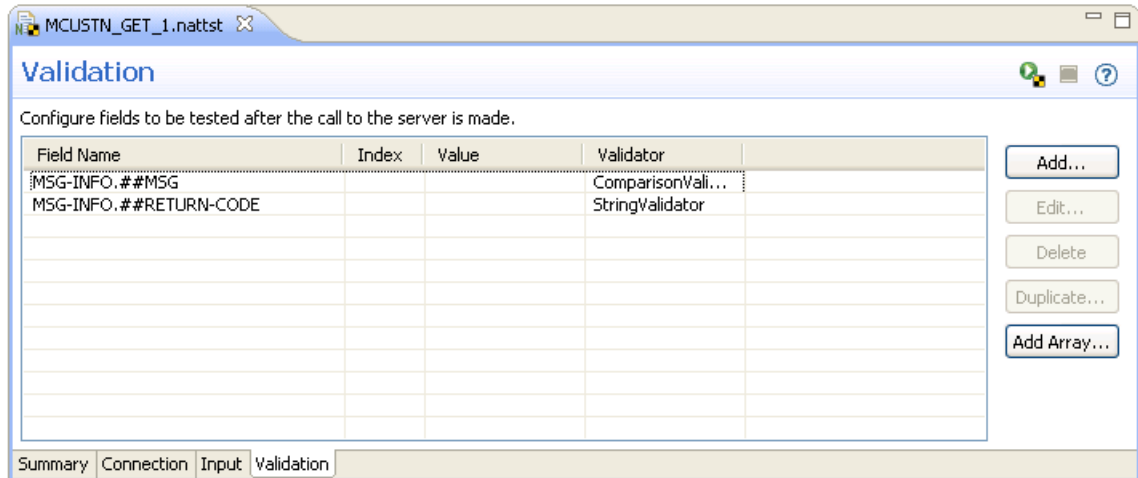 MCUSTN_GET_1.nattst
Validation
Configure fields to be tested after the call to the server is made.
Field Name Index Value Validator
MSG-INFO.##MSG ComparisonVali...
MSG-INFO.##RETURN-CODE StringValidator
Add...
Edit...
Delete
Duplicate...
Add Array...
Summary Connection Input Validation